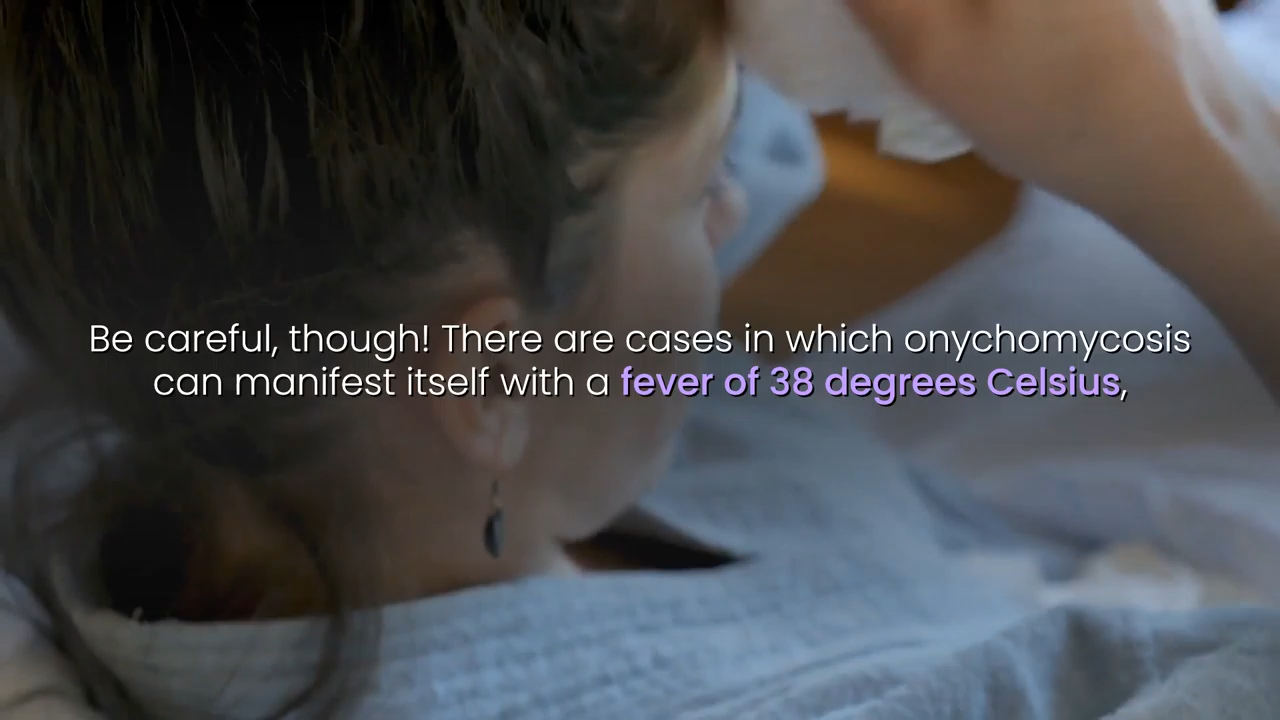 Be careful, though! There are cases in which onychomycosis
can manifest itself with a fever of 38 degrees Celsius,